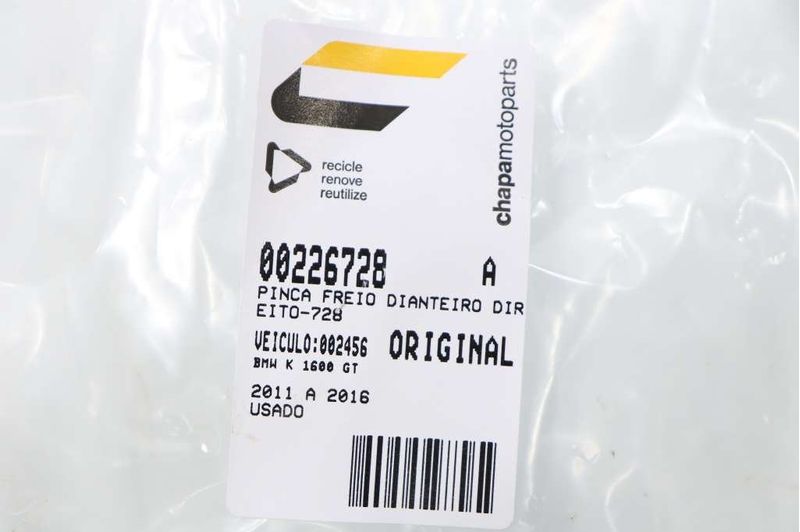 chapamotoparts
recicle
renove
reutilize
00226728 A
PINCA FREIO DIANTEIRO DIR
EITO-728
VEICULO:002456 ORIGINAL
BMW K 1600 GT
2011 A 2016
USADO